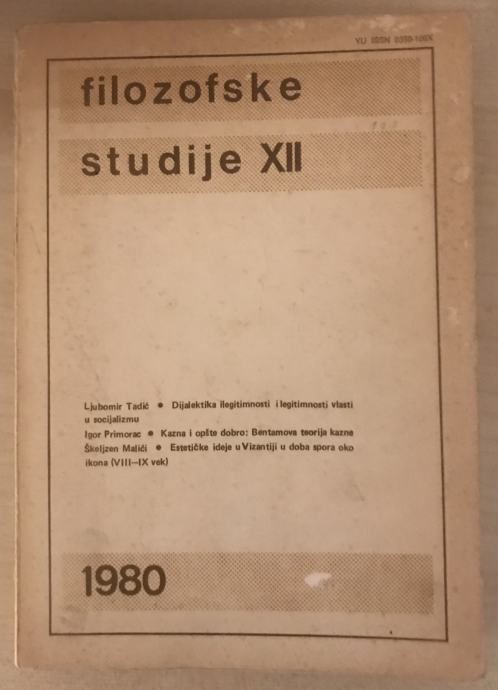 YU ISSN 0350-106X
filozofske
studije XII
Ljubomir Tadić ● Dijalektika ilegitimnosti i legitimnosti vlasti
u socijalizmu
Igor Primorac ● Kazna i opšte dobro: Bentamova teorija kazne
Škeljzen Malići ● Estetičke ideje u Vizantiji u doba spora oko
ikona (VIII—IX vek)
1980